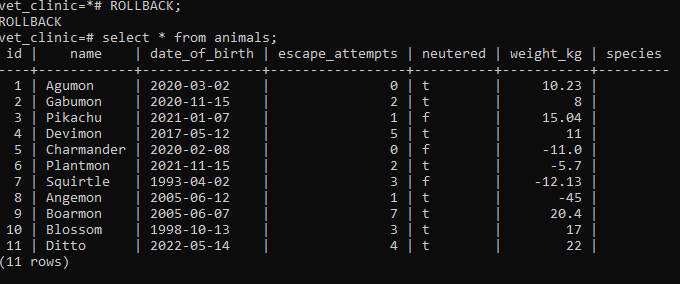 vet_clinic=*# ROLLBACK;
ROLLBACK
vet_clinic=# select * from animals;
 id |    name    | date_of_birth | escape_attempts | neutered | weight_kg | species
----+------------+---------------+-----------------+----------+-----------+---------
  1 | Agumon     | 2020-03-02    |               0 | t        |     10.23 |
  2 | Gabumon    | 2020-11-15    |               2 | t        |         8 |
  3 | Pikachu    | 2021-01-07    |               1 | f        |     15.04 |
  4 | Devimon    | 2017-05-12    |               5 | t        |        11 |
  5 | Charmander | 2020-02-08    |               0 | f        |     -11.0 |
  6 | Plantmon   | 2021-11-15    |               2 | t        |      -5.7 |
  7 | Squirtle   | 1993-04-02    |               3 | f        |    -12.13 |
  8 | Angemon    | 2005-06-12    |               1 | t        |       -45 |
  9 | Boarmon    | 2005-06-07    |               7 | t        |      20.4 |
 10 | Blossom    | 1998-10-13    |               3 | t        |        17 |
 11 | Ditto      | 2022-05-14    |               4 | t        |        22 |
(11 rows)